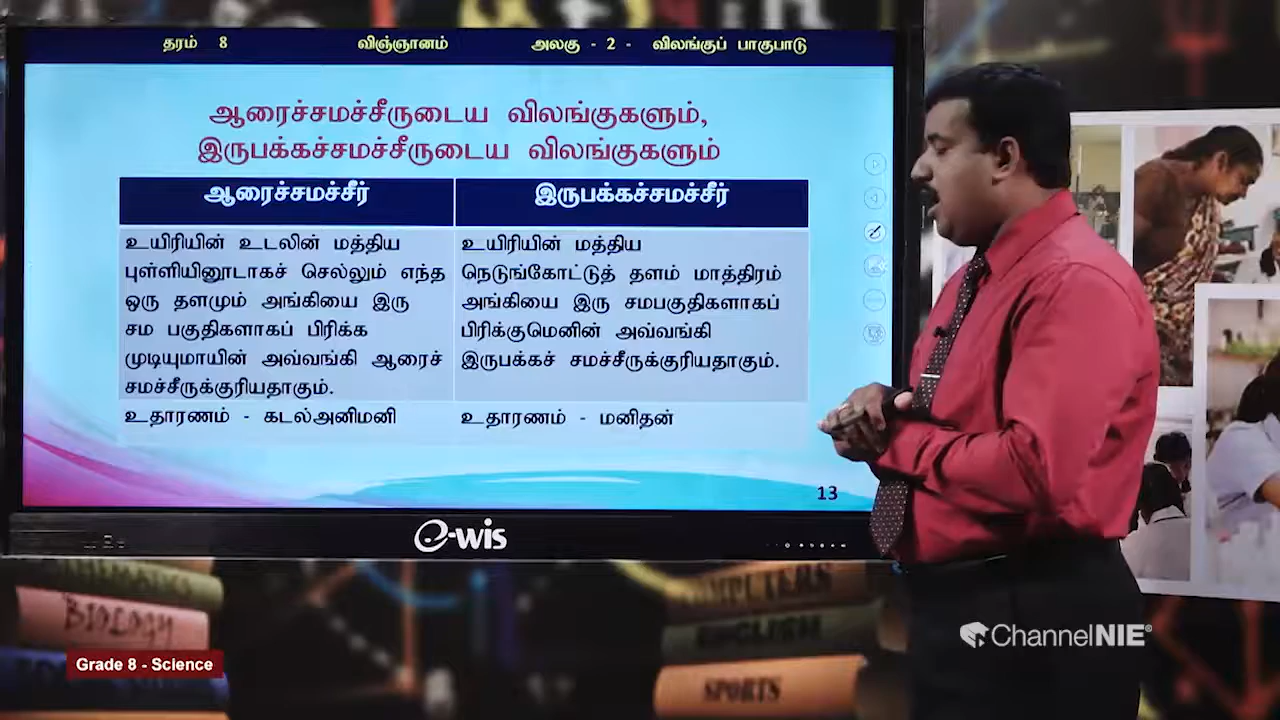 தரம் 8 விஞ்ஞானம் அலகு - 2 - விலங்குப் பாகுபாடு
ஆரைச்சமச்சீருடைய விலங்குகளும்,
இருபக்கச்சமச்சீருடைய விலங்குகளும்
ஆரைச்சமச்சீர்
இருபக்கச்சமச்சீர்
உயிரியின் உடலின் மத்திய
புள்ளியினூடாகச் செல்லும் எந்த
ஒரு தளமும் அங்கியை இரு
சம பகுதிகளாகப் பிரிக்க
முடியுமாயின் அவ்வங்கி ஆரைச்
சமச்சீருக்குரியதாகும்.
உயிரியின் மத்திய
நெடுங்கோட்டுத் தளம் மாத்திரம்
அங்கியை இரு சமபகுதிகளாகப்
பிரிக்குமெனின் அவ்வங்கி
இருபக்கச் சமச்சீருக்குரியதாகும்.
உதாரணம் - கடல்அனிமனி
உதாரணம் - மனிதன்
13
e-wis
BIOLOGY
ENGLISH
SPORTS
Grade 8 - Science
ChannelNIE®